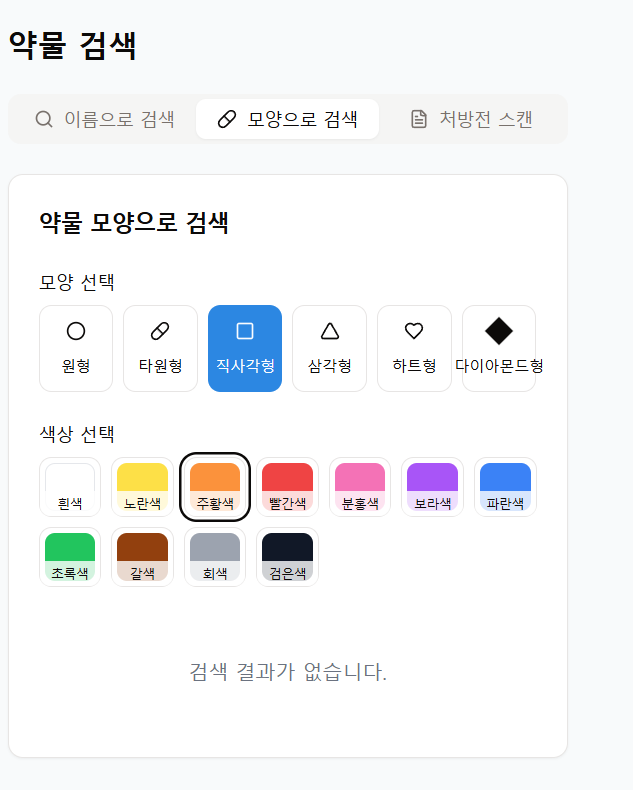 약물 검색
이름으로 검색 모양으로 검색 처방전 스캔
약물 모양으로 검색
모양 선택
원형 타원형 직사각형 삼각형 하트형 다이아몬드형
색상 선택
흰색 노란색 주황색 빨간색 분홍색 보라색 파란색
초록색 갈색 회색 검은색
검색 결과가 없습니다.